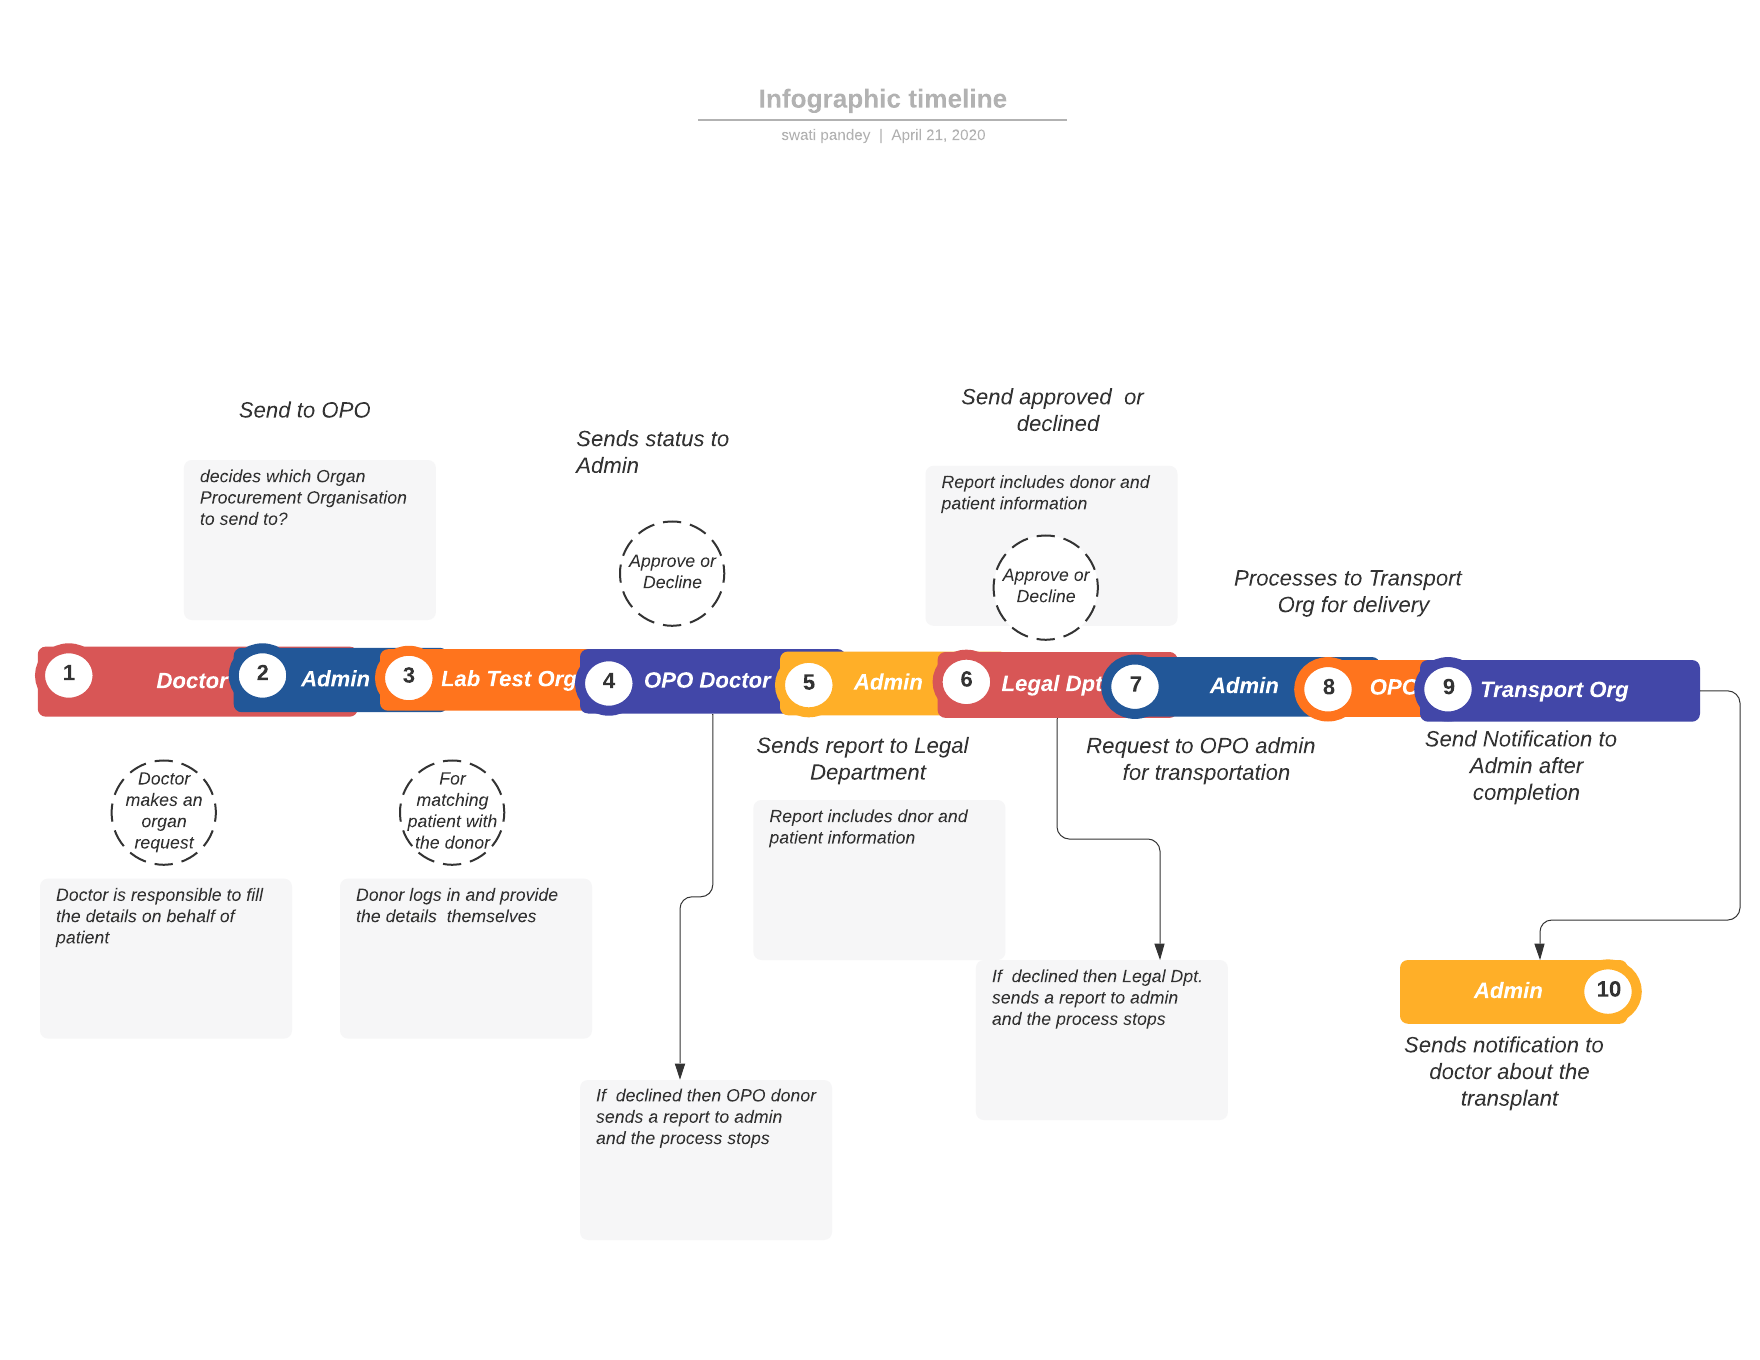 Infographic timeline
swati pandey | April 21, 2020
Send to OPO
decides which Organ
Procurement Organisation
to send to?
Sends status to
Admin
Approve or
Decline
Send approved  or
declined
Report includes donor and
patient information
Approve or
Decline
Processes to Transport
Org for delivery
1 Doctor
2 Admin
3 Lab Test Org
4 OPO Doctor
5 Admin
6 Legal Dpt
7 Admin
8 OPO
9 Transport Org
Doctor
makes an
organ
request
Doctor is responsible to fill
the details on behalf of
patient
For
matching
patient with
the donor
Donor logs in and provide
the details  themselves
If  declined then OPO donor
sends a report to admin
and the process stops
Sends report to Legal
Department
Report includes dnor and
patient information
Request to OPO admin
for transportation
If  declined then Legal Dpt.
sends a report to admin
and the process stops
Send Notification to
Admin after
completion
Admin 10
Sends notification to
doctor about the
transplant